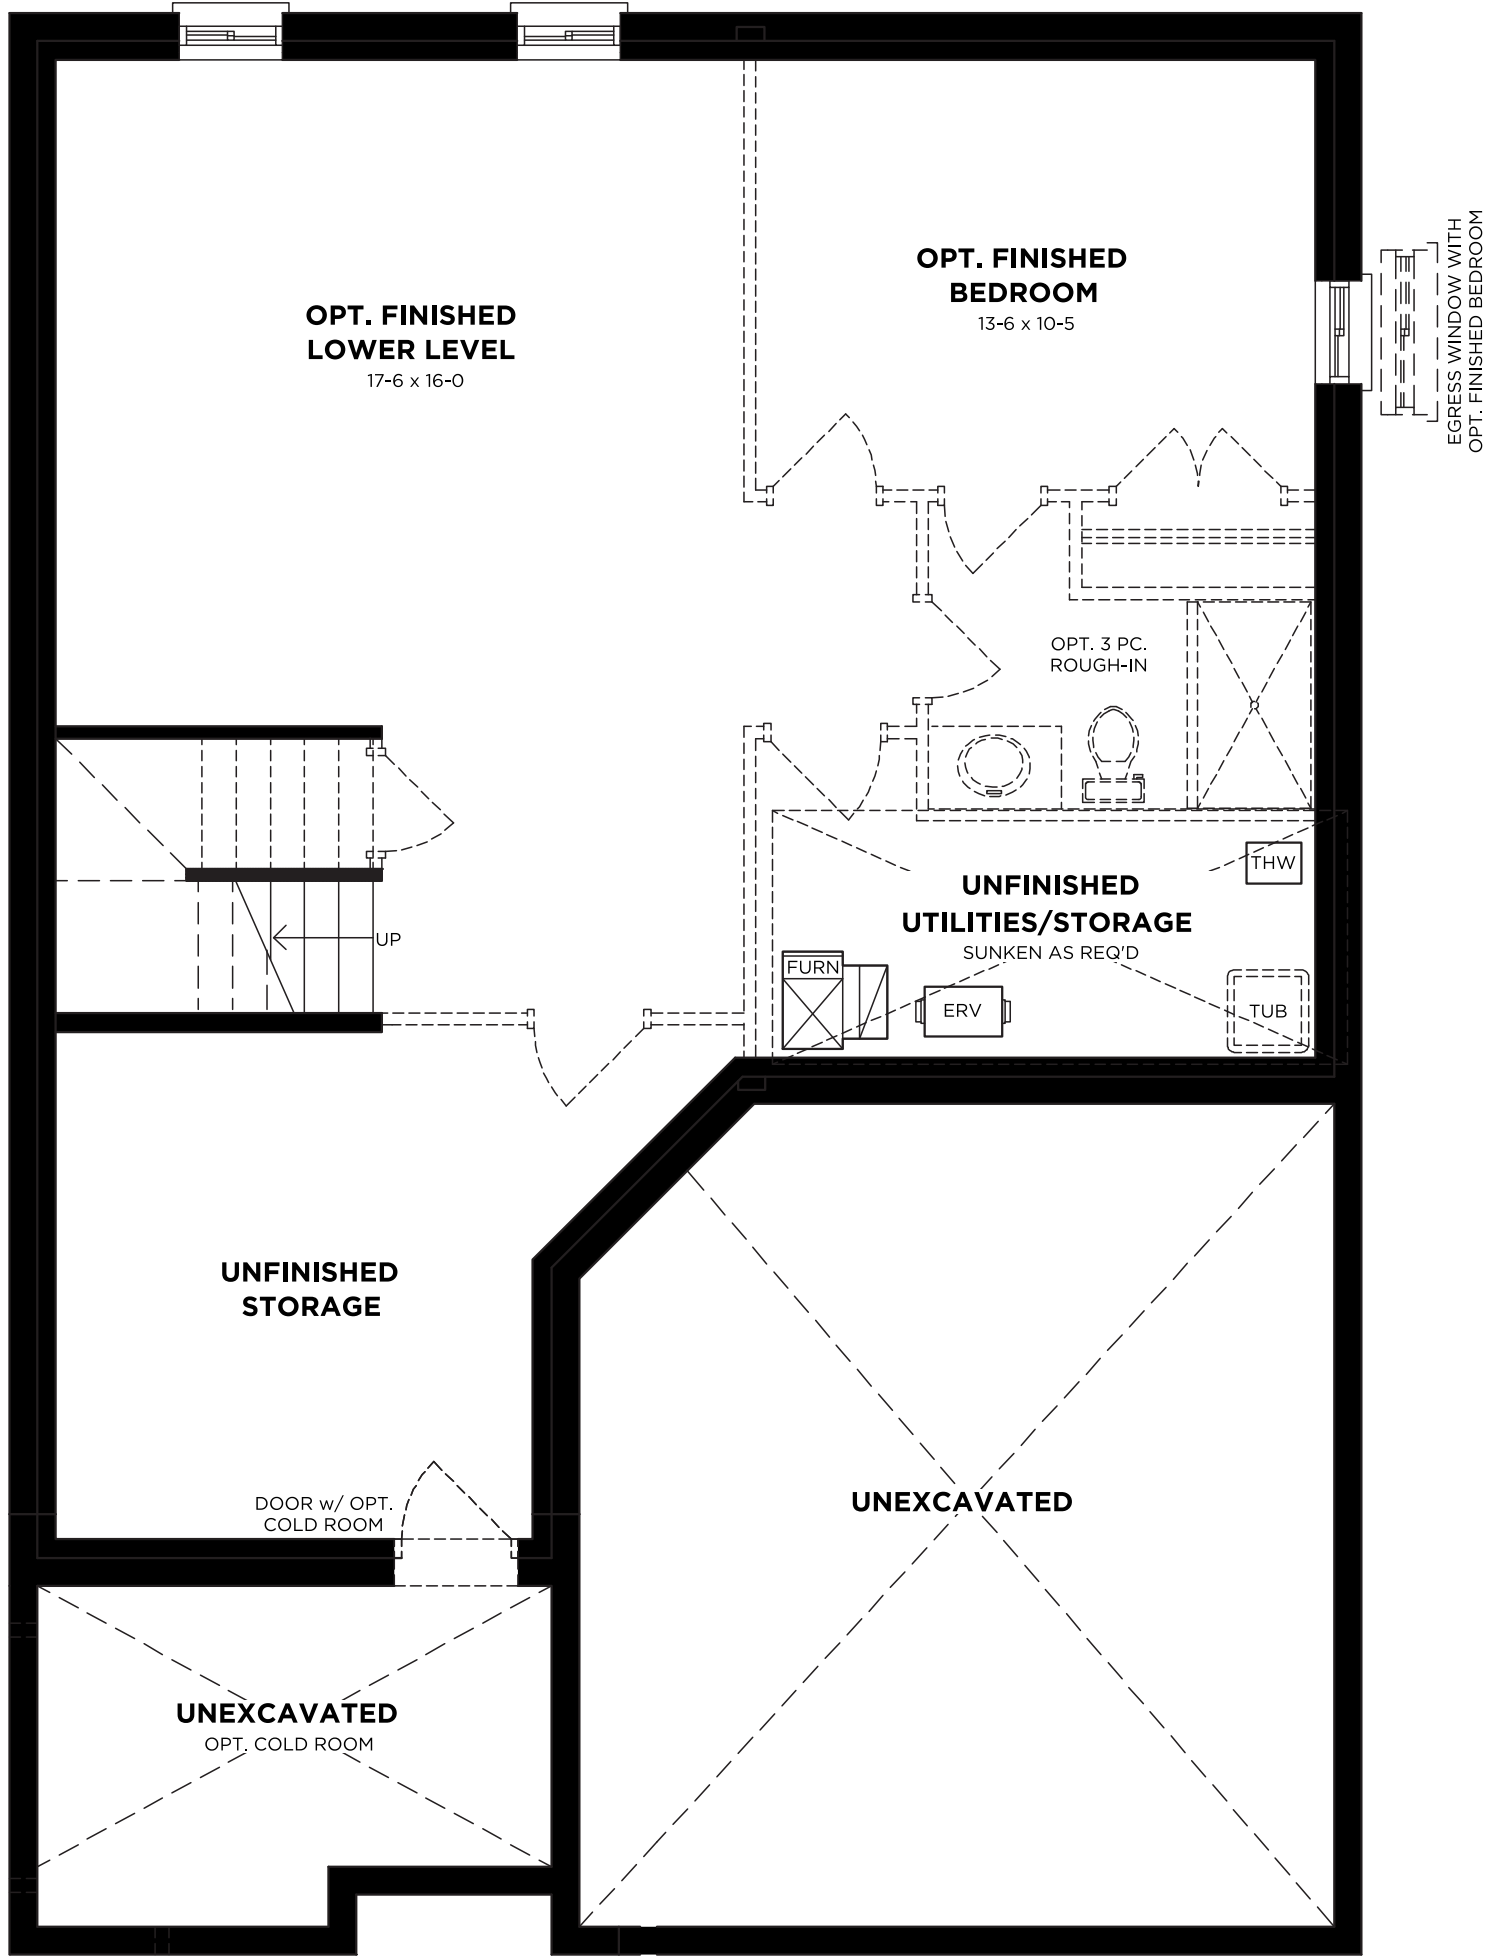 OPT. FINISHED
LOWER LEVEL
17-6 x 16-0
OPT. FINISHED
BEDROOM
13-6 x 10-5
EGRESS WINDOW WITH
OPT. FINISHED BEDROOM
OPT. 3 PC.
ROUGH-IN
UP
THW
UNFINISHED
UTILITIES/STORAGE
SUNKEN AS REQ'D
FURN
ERV
TUB
UNFINISHED
STORAGE
DOOR w/ OPT.
COLD ROOM
UNEXCAVATED
UNEXCAVATED
OPT. COLD ROOM